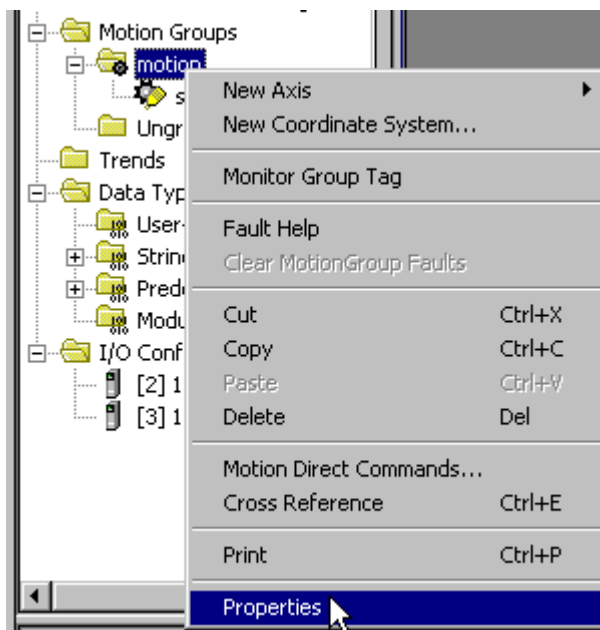 Motion Groups
motion
s
Ungr
Trends
Data Typ
User-
String
Prede
Modu
I/O Conf
[2] 1
[3] 1
New Axis
New Coordinate System...
Monitor Group Tag
Fault Help
Clear MotionGroup Faults
Cut Ctrl+X
Copy Ctrl+C
Paste Ctrl+V
Delete Del
Motion Direct Commands...
Cross Reference Ctrl+E
Print Ctrl+P
Properties